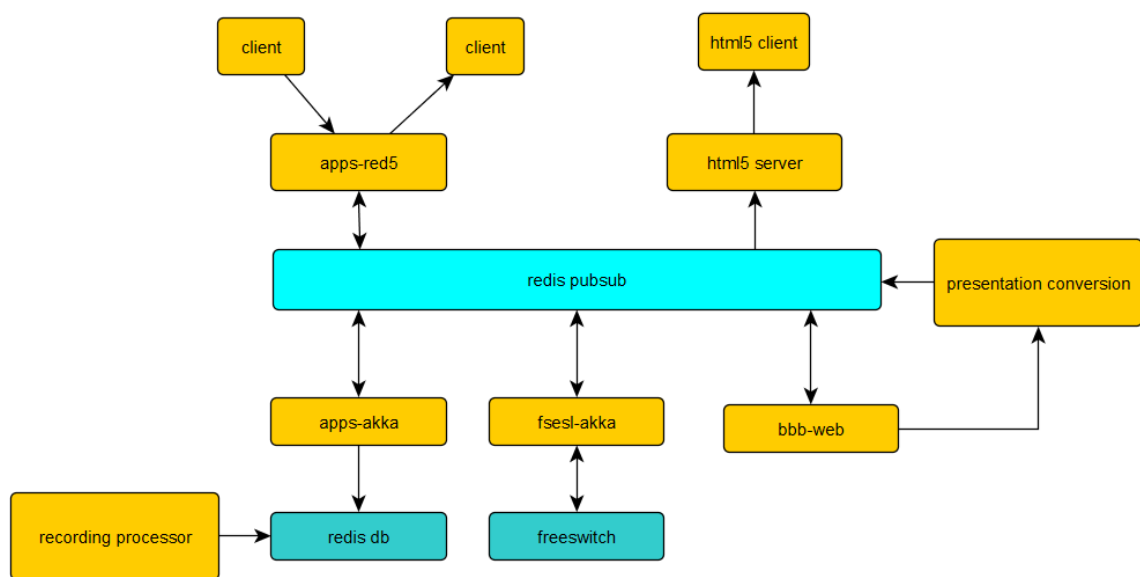 client
client
html5 client
apps-red5
html5 server
redis pubsub
presentation conversion
apps-akka
fsesl-akka
bbb-web
recording processor
redis db
freeswitch